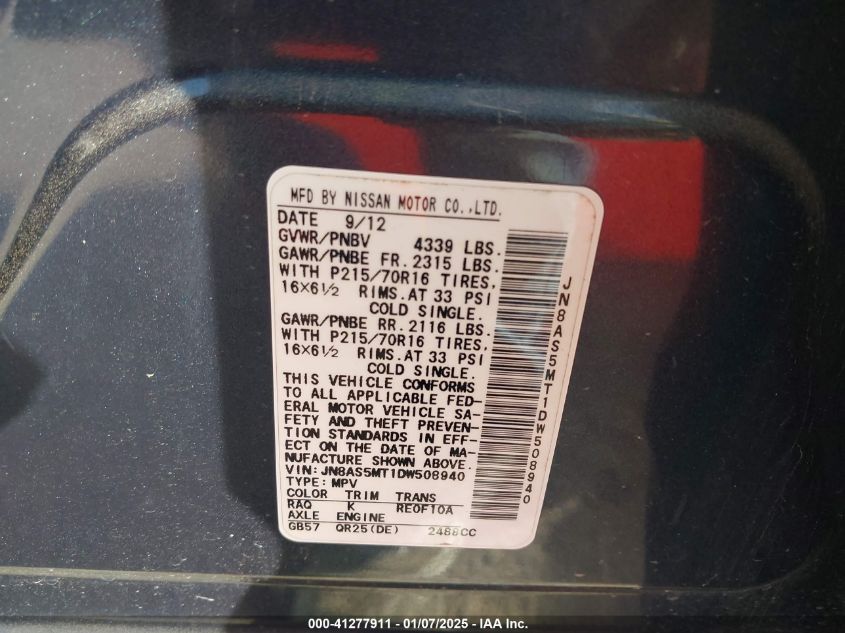 MFD BY NISSAN MOTOR CO.,LTD.
DATE 9/12
GVWR/PNBV 4339 LBS.
GAWR/PNBE FR. 2315 LBS.
WITH P215/70R16 TIRES,
16×6½ RIMS.AT 33 PSI
COLD SINGLE.
GAWR/PNBE RR. 2116 LBS.
WITH P215/70R16 TIRES,
16×6½ RIMS.AT 33 PSI
COLD SINGLE.
THIS VEHICLE CONFORMS
TO ALL APPLICABLE FED-
ERAL MOTOR VEHICLE SA-
FETY AND THEFT PREVEN-
TION STANDARDS IN EFF-
ECT ON THE DATE OF MA-
NUFACTURE SHOWN ABOVE.
VIN:JN8AS5MT1DW508940
TYPE:MPV
COLOR TRIM TRANS
RAQ K RE0F10A
AXLE ENGINE
GB57 QR25(DE) 2488CC
JN8AS5MT1DW508940
000-41277911 - 01/07/2025 - IAA Inc.